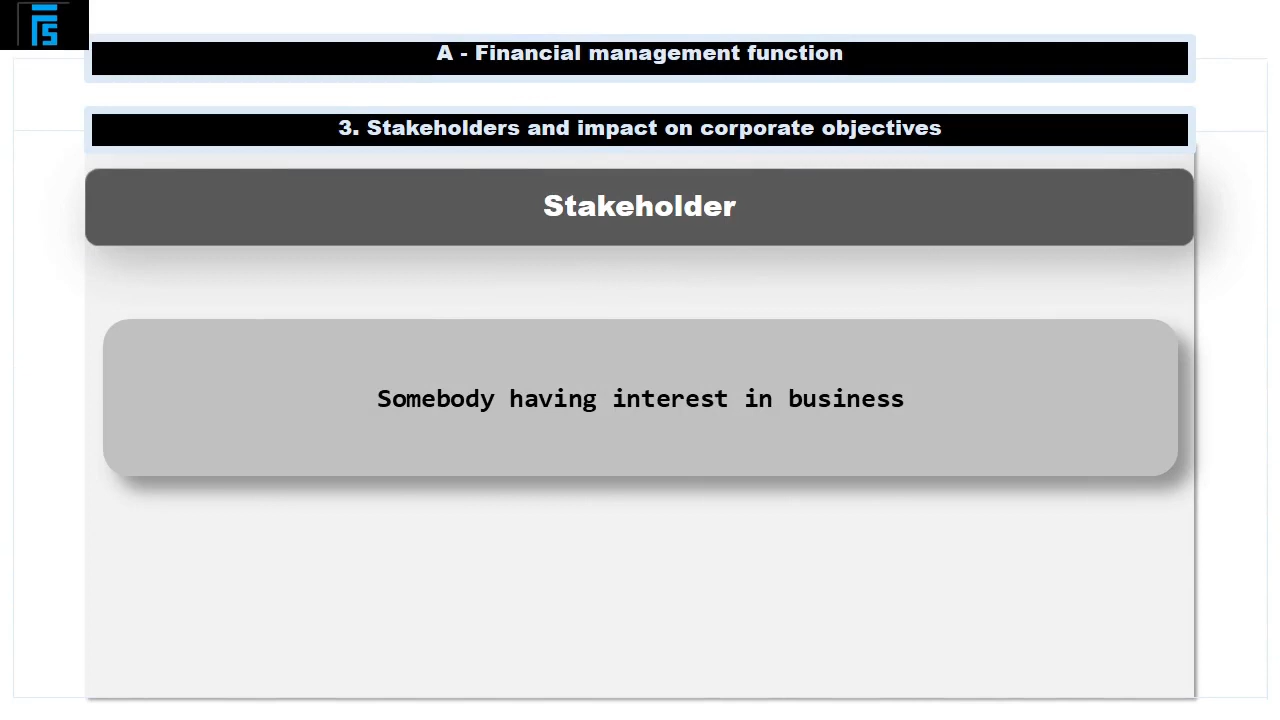 A - Financial management function
3. Stakeholders and impact on corporate objectives
Stakeholder
Somebody having interest in business